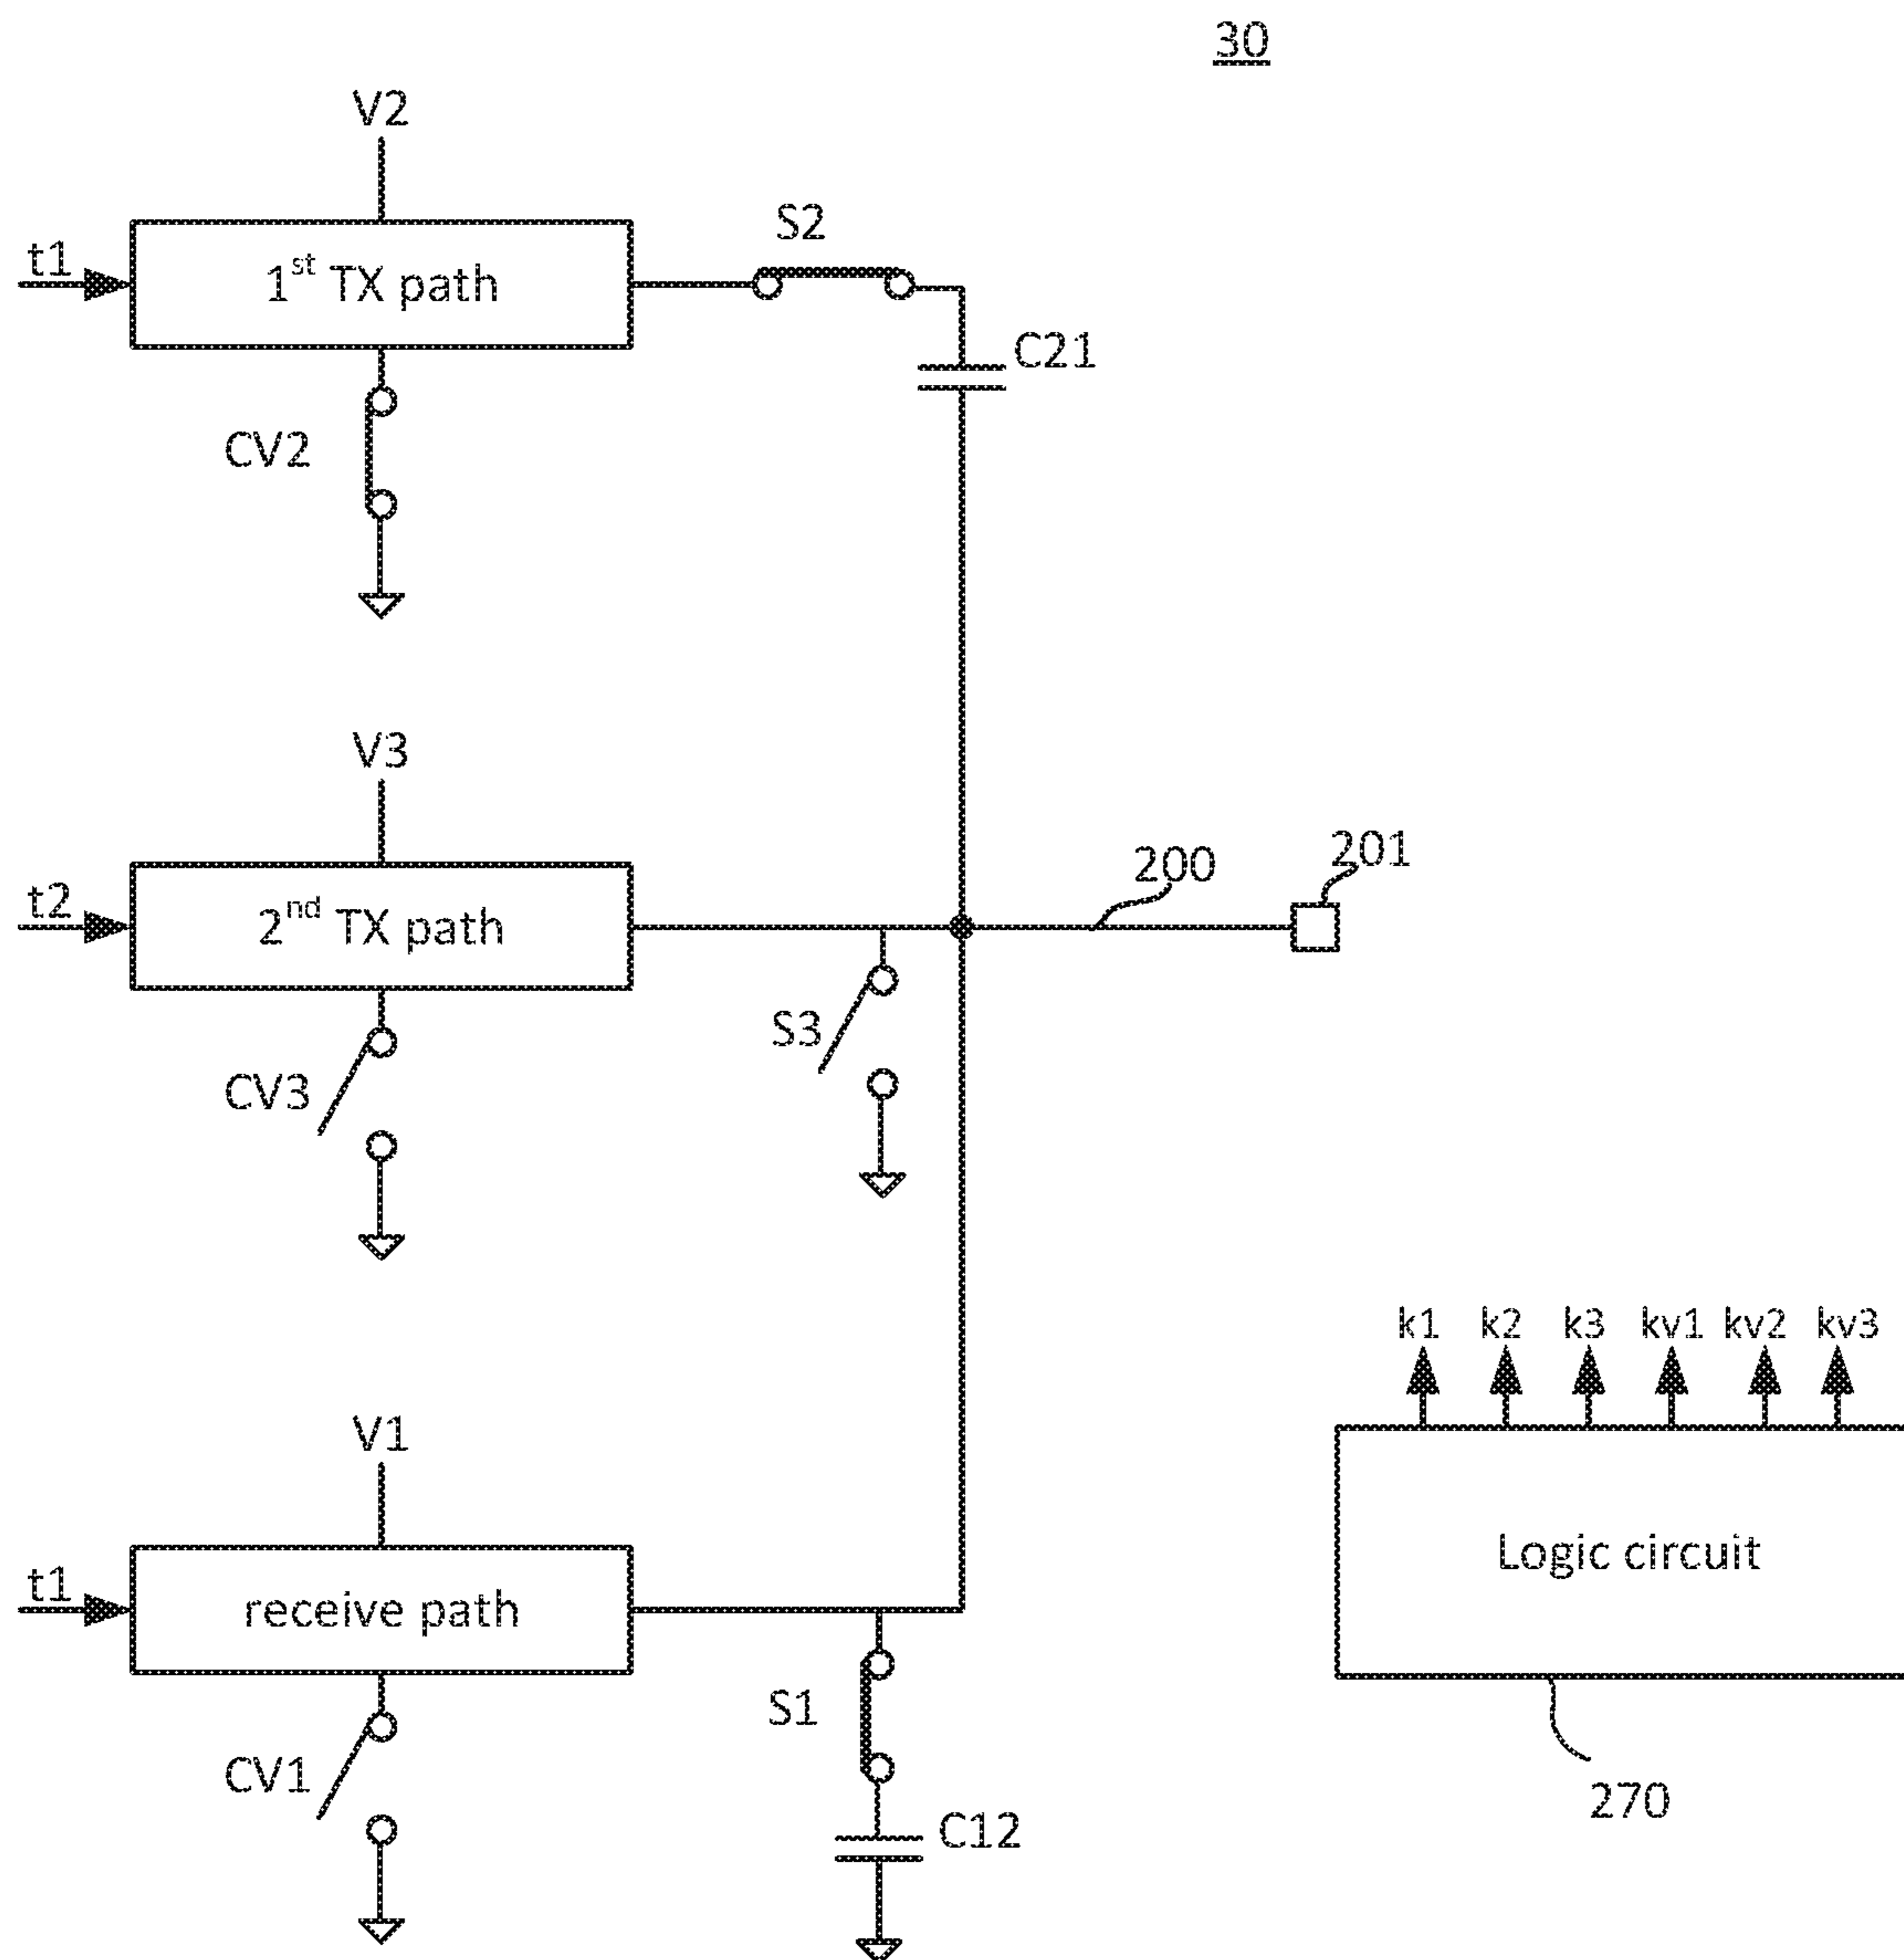 30
V2
t1
1st TX path
S2
C21
CV2
V3
t2
2nd TX path
200
201
S3
CV3
k1 k2 k3 kv1 kv2 kv3
V1
t1
receive path
Logic circuit
S1
CV1
270
C12